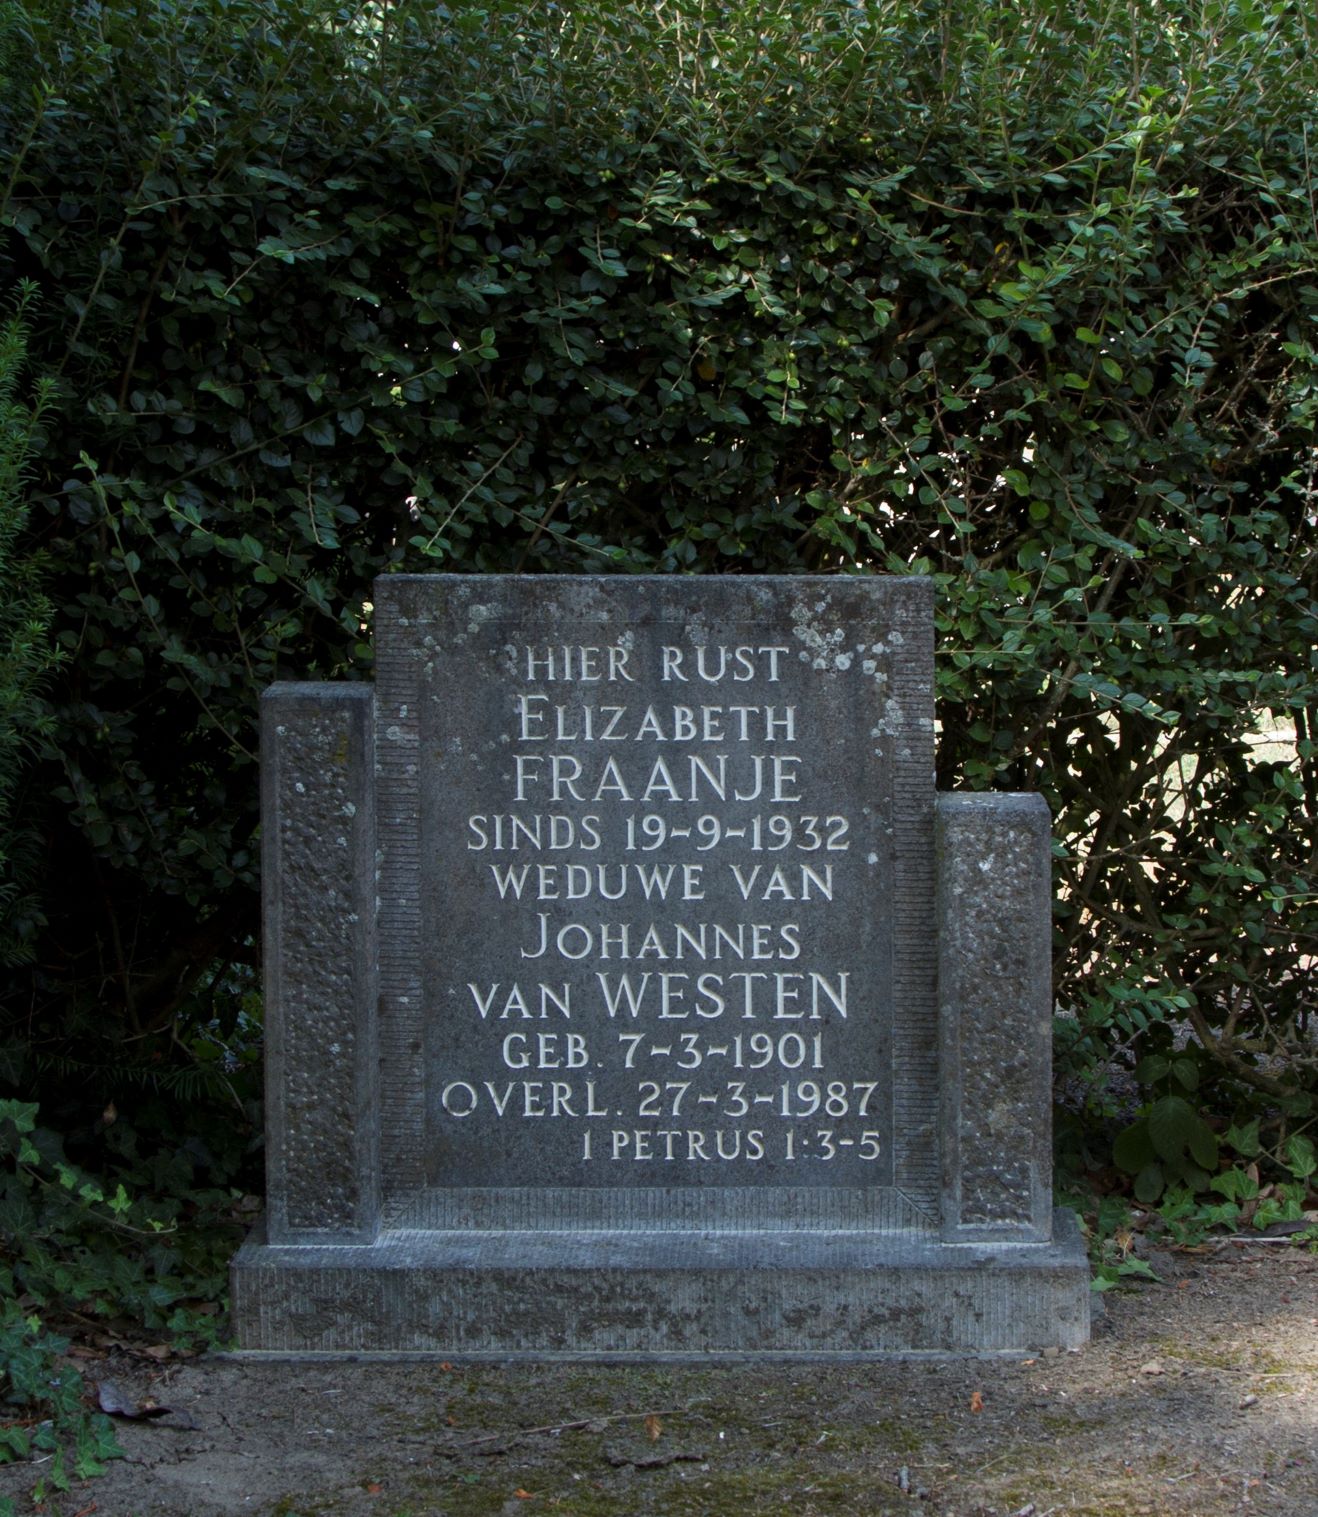 HIER RUST
ELIZABETH
FRAANJE
SINDS 19-9-1932
WEDUWE VAN
JOHANNES
VAN WESTEN
GEB. 7-3-1901
OVERL. 27-3-1987
1 PETRUS 1:3-5